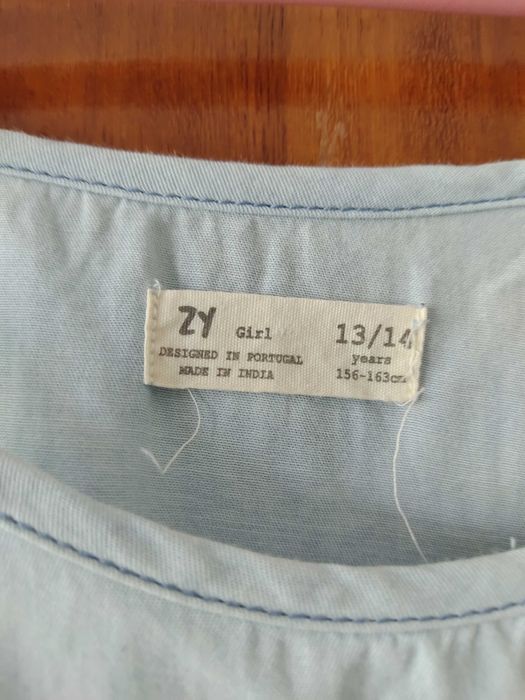 ZY Girl 13/14
DESIGNED IN PORTUGAL years
MADE IN INDIA 156-163cm